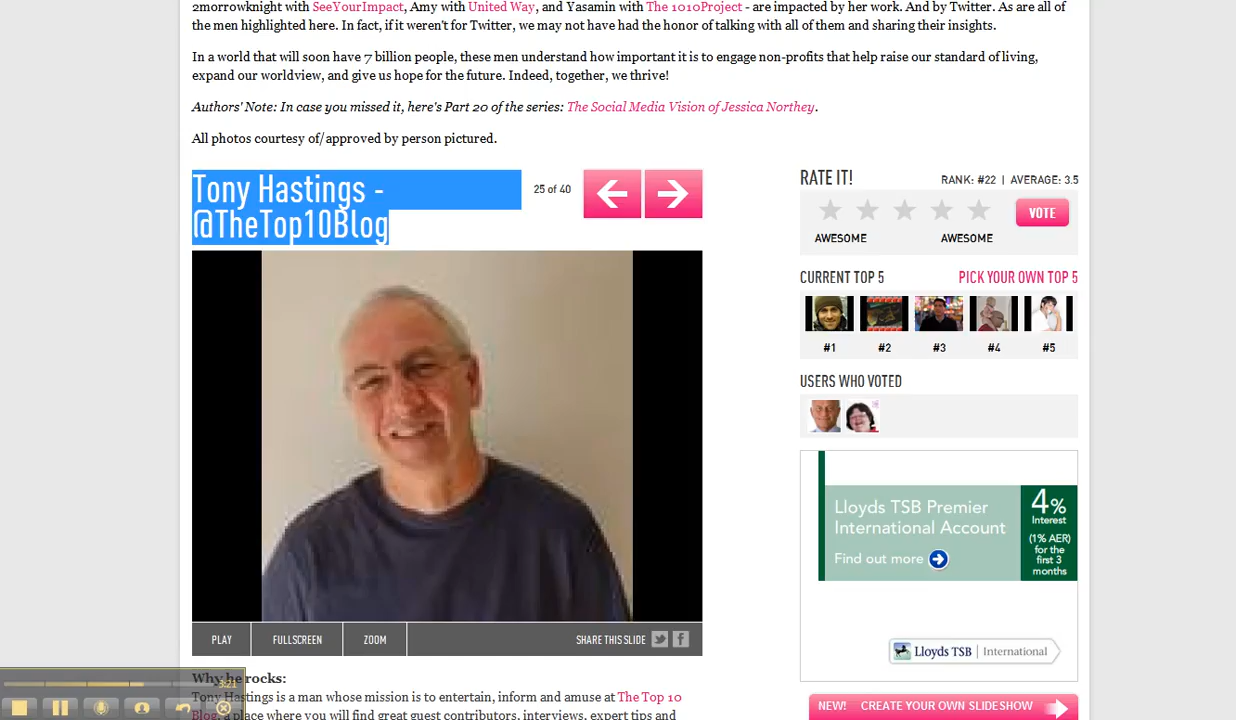 2morrowknight with SeeYourImpact, Amy with United Way, and Yasamin with The 1010Project - are impacted by her work. And by Twitter. As are all of
the men highlighted here. In fact, if it weren't for Twitter, we may not have had the honor of talking with all of them and sharing their insights.
In a world that will soon have 7 billion people, these men understand how important it is to engage non-profits that help raise our standard of living,
expand our worldview, and give us hope for the future. Indeed, together, we thrive!
Authors' Note: In case you missed it, here's Part 20 of the series: The Social Media Vision of Jessica Northey.
All photos courtesy of/approved by person pictured.
Tony Hastings -
@TheTop10Blog
25 of 40
RATE IT!
RANK: #22 | AVERAGE: 3.5
VOTE
AWESOME AWESOME
CURRENT TOP 5
PICK YOUR OWN TOP 5
#1 #2 #3 #4 #5
USERS WHO VOTED
Lloyds TSB Premier
International Account
Find out more
4%
Interest
(1% AER)
for the
first 3
months
Lloyds TSB | International
PLAY FULLSCREEN ZOOM SHARE THIS SLIDE
Why he rocks:
Tony Hastings is a man whose mission is to entertain, inform and amuse at The Top 10
Blog, a place where you will find great guest contributors, interviews, expert tips and
3:21
NEW! CREATE YOUR OWN SLIDESHOW